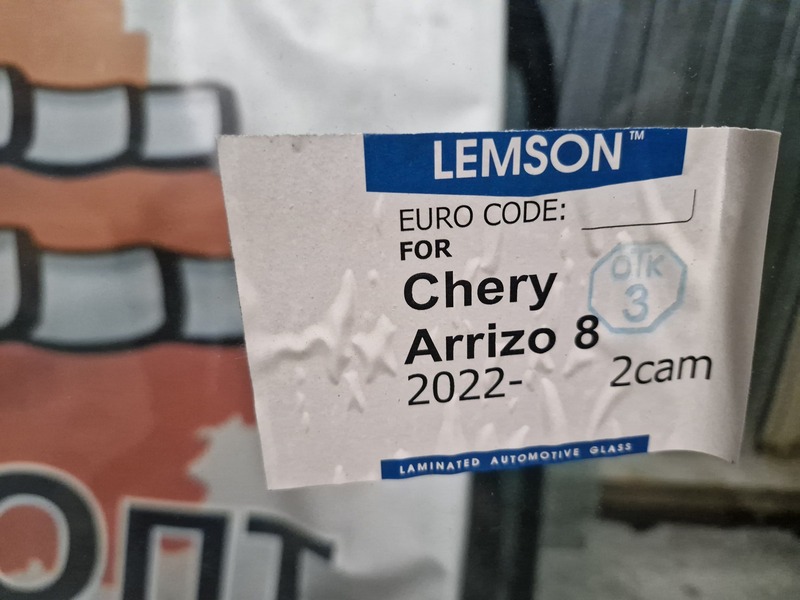 LEMSON™
EURO CODE:
FOR
Chery
Arrizo 8
2022- 2cam
ОТК
3
LAMINATED AUTOMOTIVE GLASS
ОПТ